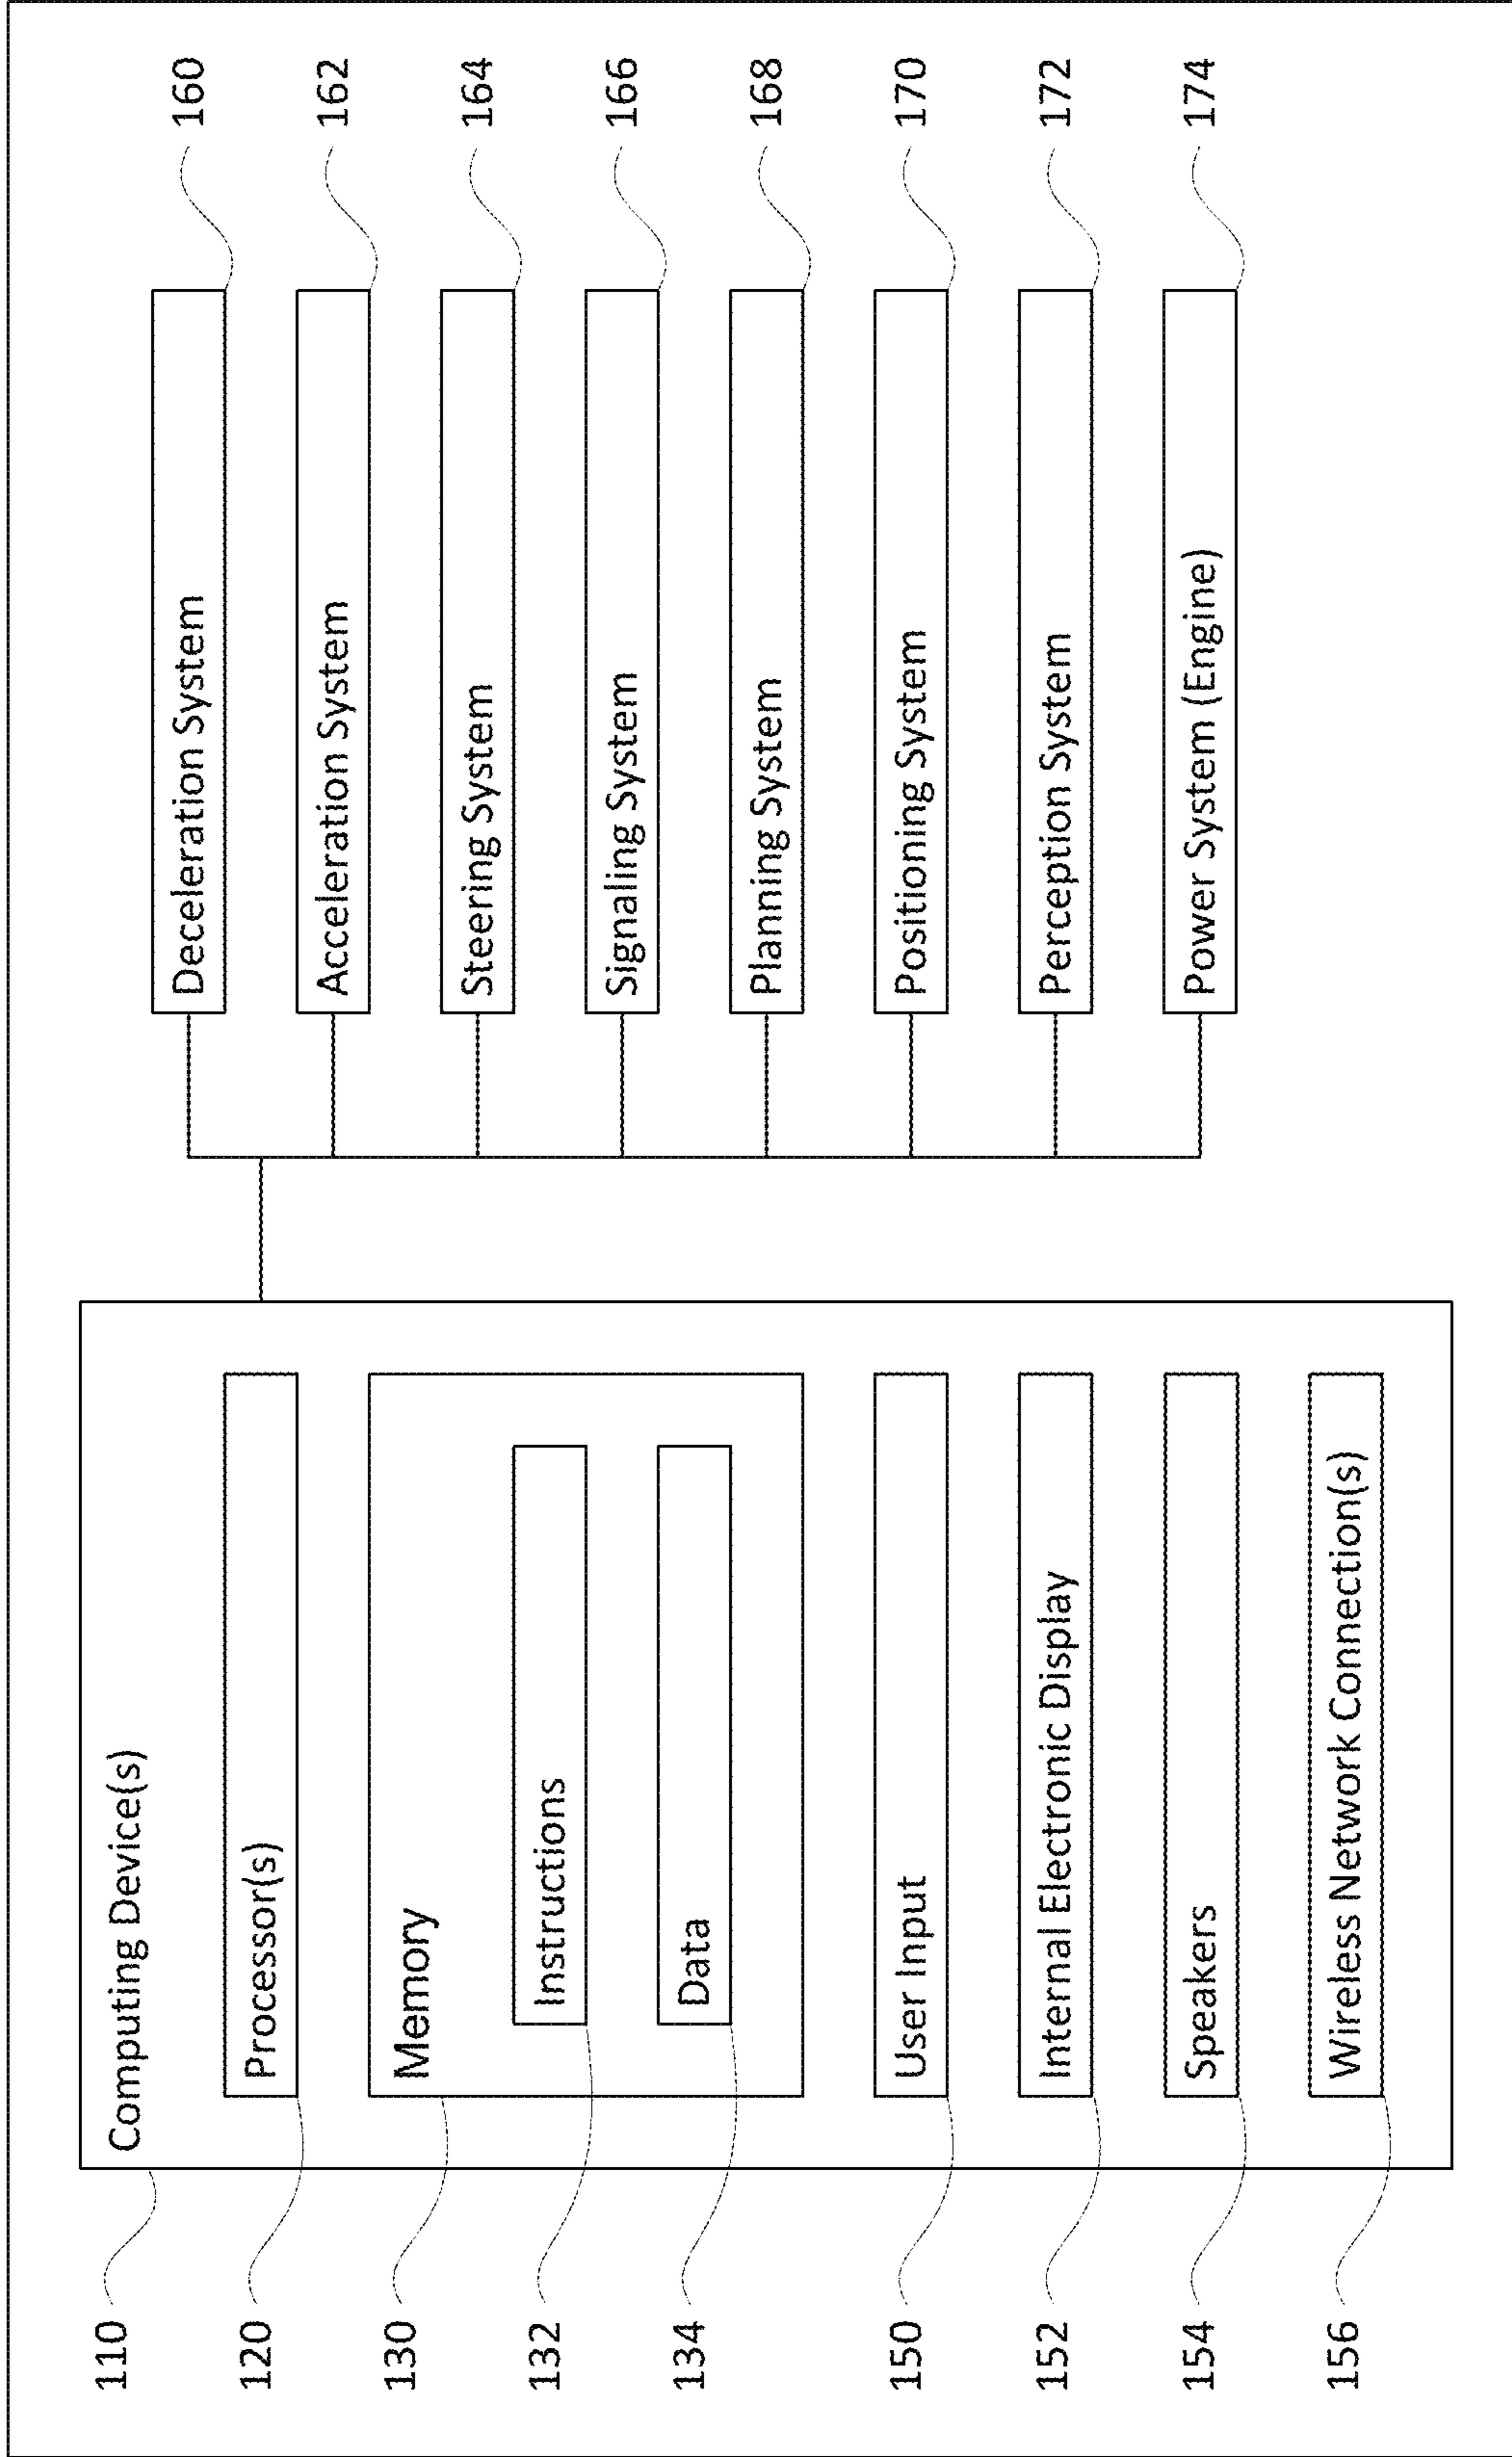 110
Computing Device(s)
120
Processor(s)
130
Memory
132
Instructions
134
Data
150
User Input
152
Internal Electronic Display
154
Speakers
156
Wireless Network Connection(s)
Deceleration System
160
Acceleration System
162
Steering System
164
Signaling System
166
Planning System
168
Positioning System
170
Perception System
172
Power System (Engine)
174